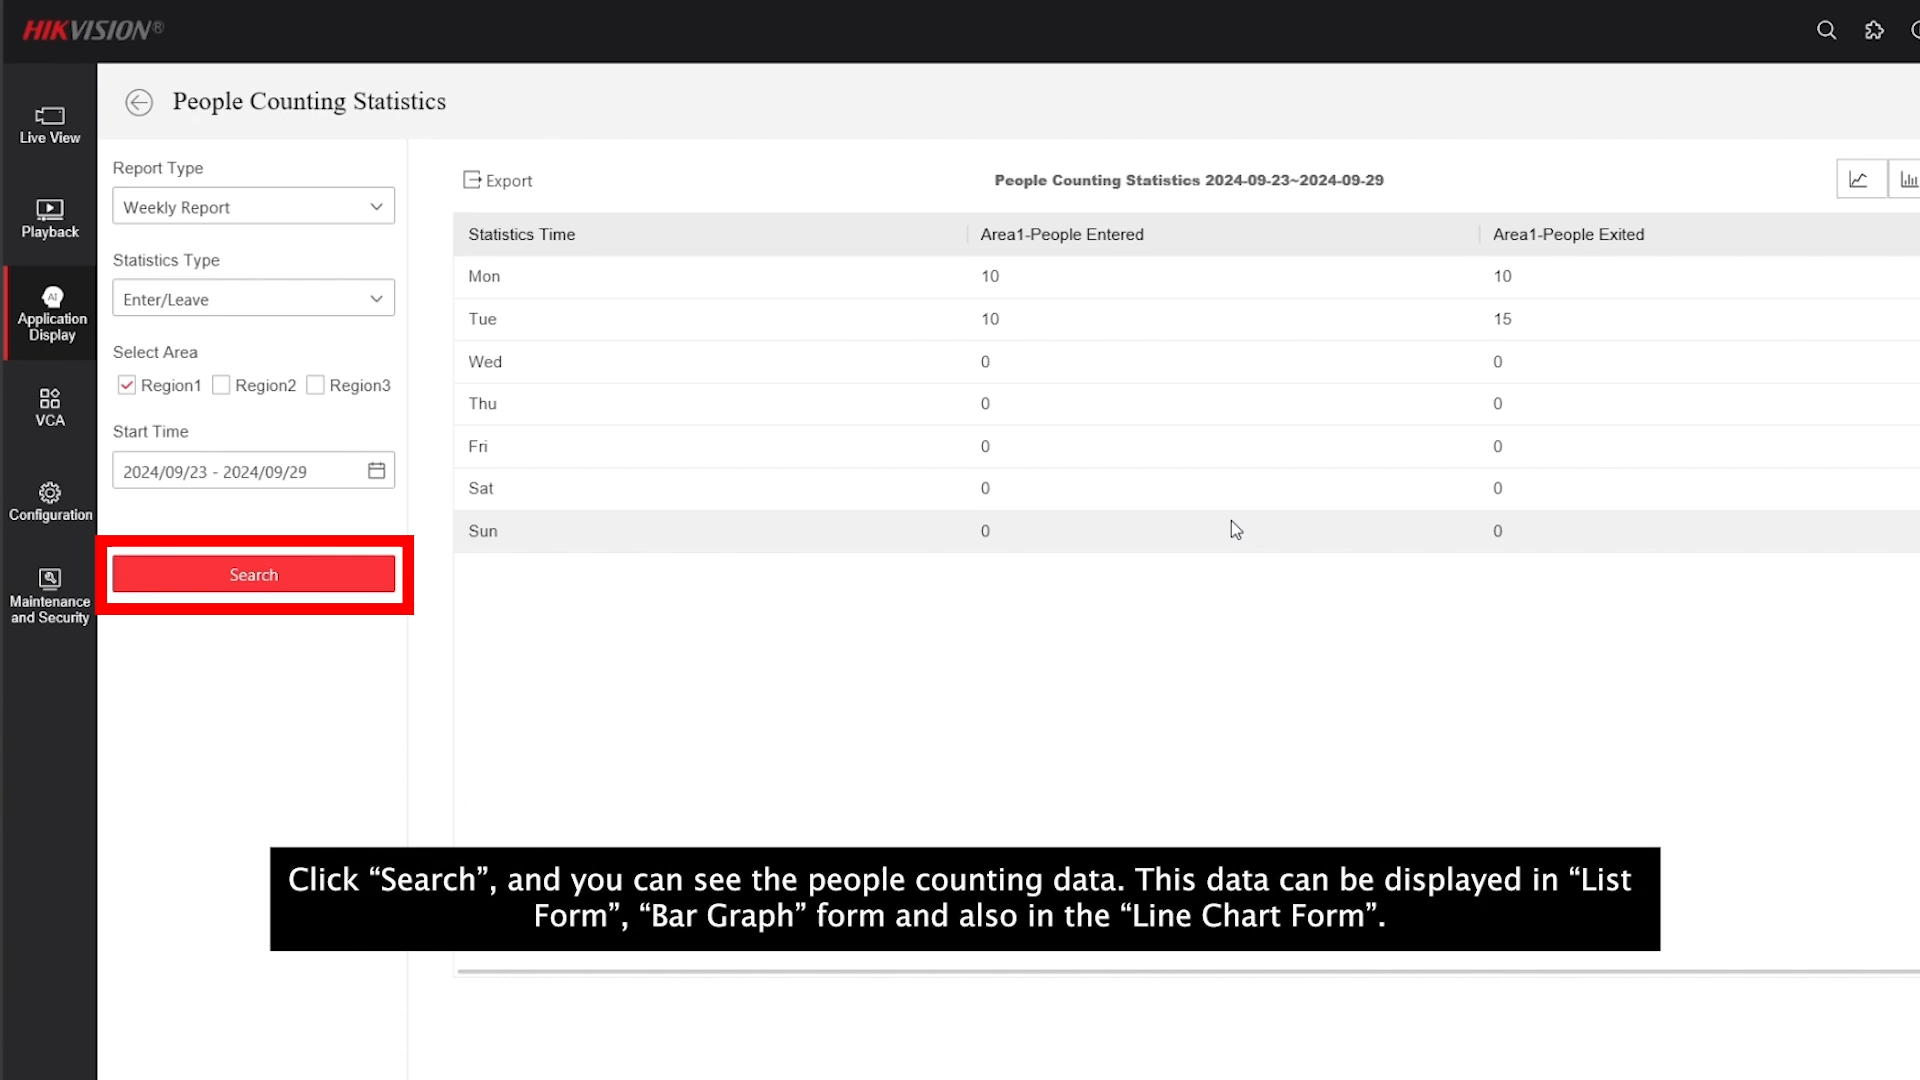 HIKVISION®
People Counting Statistics
Live View
Playback
AI
Application
Display
VCA
Configuration
Maintenance
and Security
Report Type
Weekly Report
Statistics Type
Enter/Leave
Select Area
Region1 Region2 Region3
Start Time
2024/09/23 - 2024/09/29
Search
Export
People Counting Statistics 2024-09-23~2024-09-29
Statistics Time Area1-People Entered Area1-People Exited
Mon 10 10
Tue 10 15
Wed 0 0
Thu 0 0
Fri 0 0
Sat 0 0
Sun 0 0
Click “Search”, and you can see the people counting data. This data can be displayed in “List
Form”, “Bar Graph” form and also in the “Line Chart Form”.